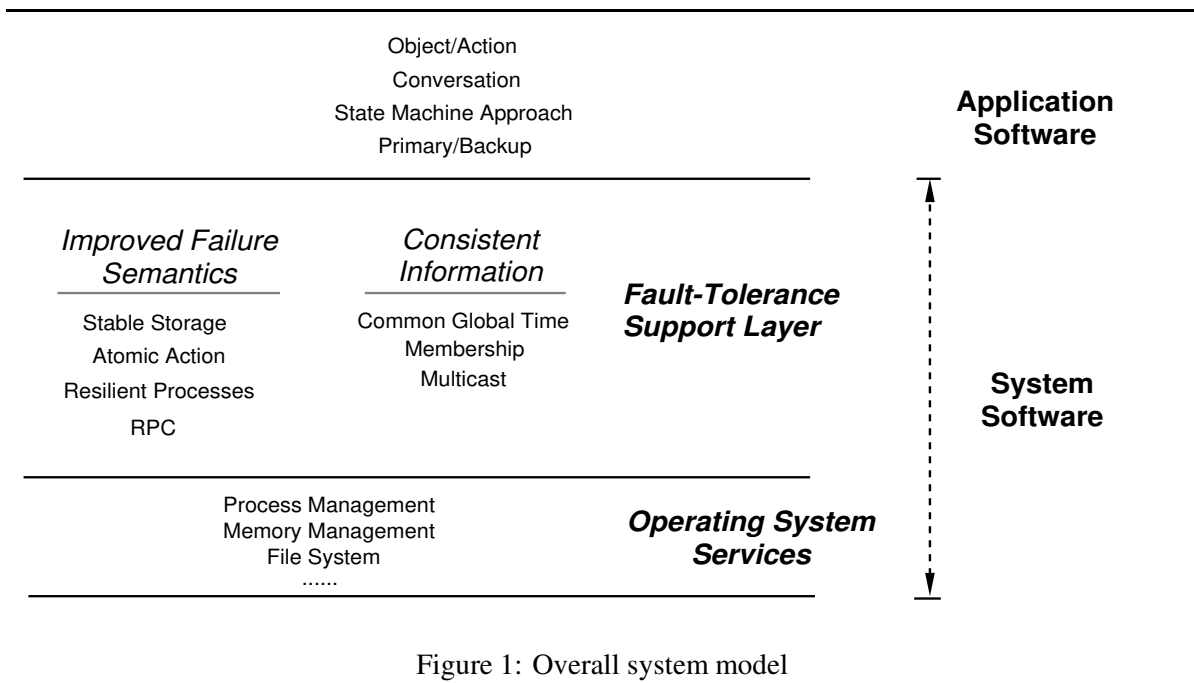 Object/Action
Conversation
State Machine Approach
Primary/Backup
Application
Software
Improved Failure
Semantics
Stable Storage
Atomic Action
Resilient Processes
RPC
Consistent
Information
Common Global Time
Membership
Multicast
Fault-Tolerance
Support Layer
System
Software
Process Management
Memory Management
File System
......
Operating System
Services
Figure 1: Overall system model